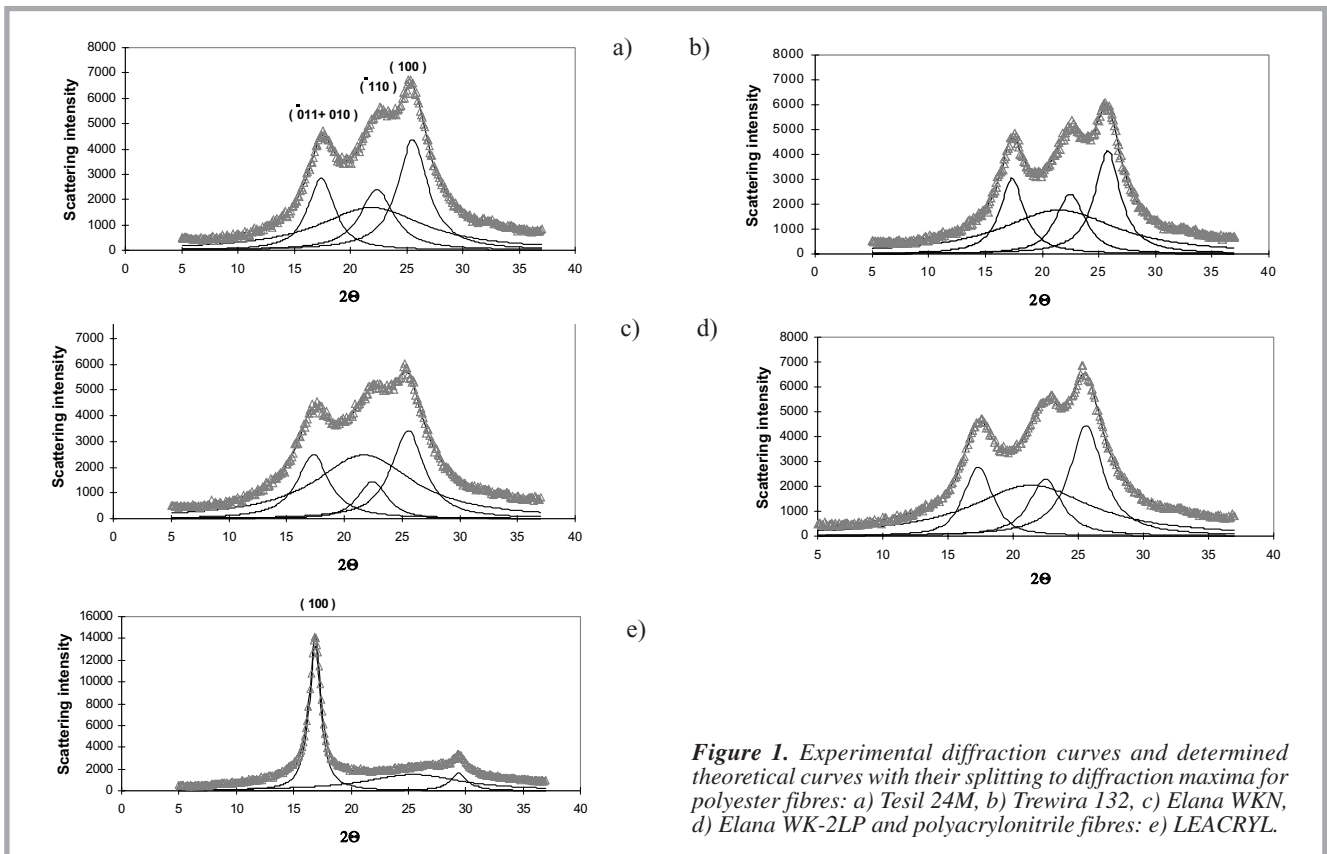 a)
8000
7000
6000
5000
4000
3000
2000
1000
0
Scattering intensity
( ̄011+ 010)
( ̄110 )
( 100 )
0 5 10 15 20 25 30 35 40
2Θ
b)
8000
7000
6000
5000
4000
3000
2000
1000
0
Scattering intensity
0 5 10 15 20 25 30 35 40
2Θ
c)
7000
6000
5000
4000
3000
2000
1000
0
Scattering intensity
0 5 10 15 20 25 30 35 40
2Θ
d)
8000
7000
6000
5000
4000
3000
2000
1000
0
Scattering intensity
5 10 15 20 25 30 35 40
2Θ
e)
( 100 )
16000
14000
12000
10000
8000
6000
4000
2000
0
Scattering intensity
0 5 10 15 20 25 30 35 40
2Θ
Figure 1. Experimental diffraction curves and determined
theoretical curves with their splitting to diffraction maxima for
polyester fibres: a) Tesil 24M, b) Trewira 132, c) Elana WKN,
d) Elana WK-2LP and polyacrylonitrile fibres: e) LEACRYL.